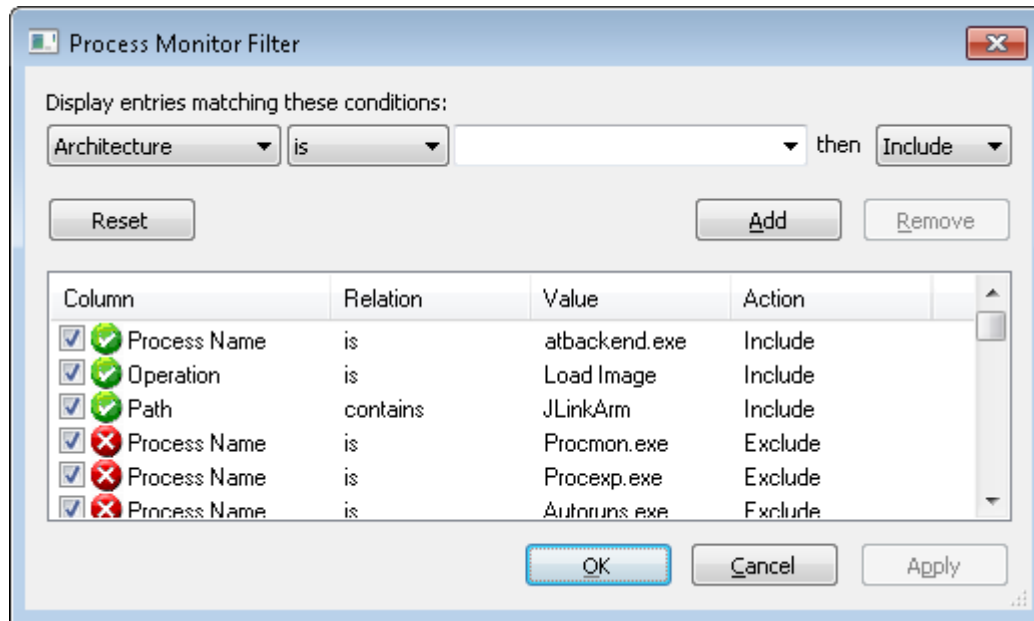 Process Monitor Filter
Display entries matching these conditions:
Architecture is then Include
Reset Add Remove
Column Relation Value Action
Process Name is atbackend.exe Include
Operation is Load Image Include
Path contains JLinkArm Include
Process Name is Procmon.exe Exclude
Process Name is Procexp.exe Exclude
Process Name is Autoruns.exe Exclude
OK Cancel Apply